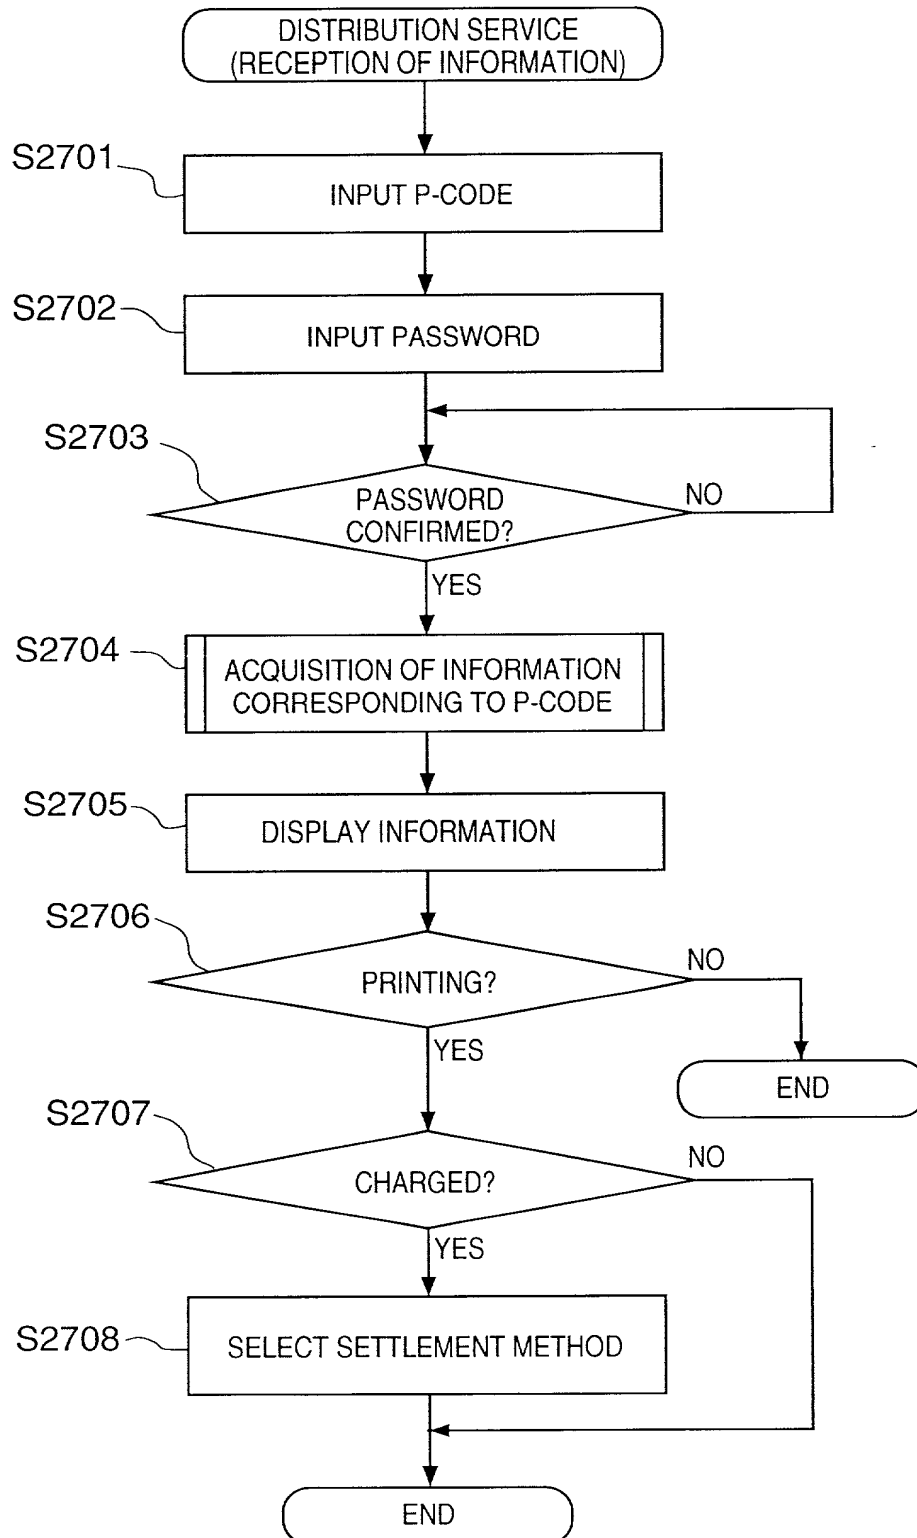 DISTRIBUTION SERVICE
(RECEPTION OF INFORMATION)
S2701
INPUT P-CODE
S2702
INPUT PASSWORD
S2703
PASSWORD
CONFIRMED?
NO
YES
S2704
ACQUISITION OF INFORMATION
CORRESPONDING TO P-CODE
S2705
DISPLAY INFORMATION
S2706
PRINTING?
NO
YES
END
S2707
CHARGED?
NO
YES
S2708
SELECT SETTLEMENT METHOD
END